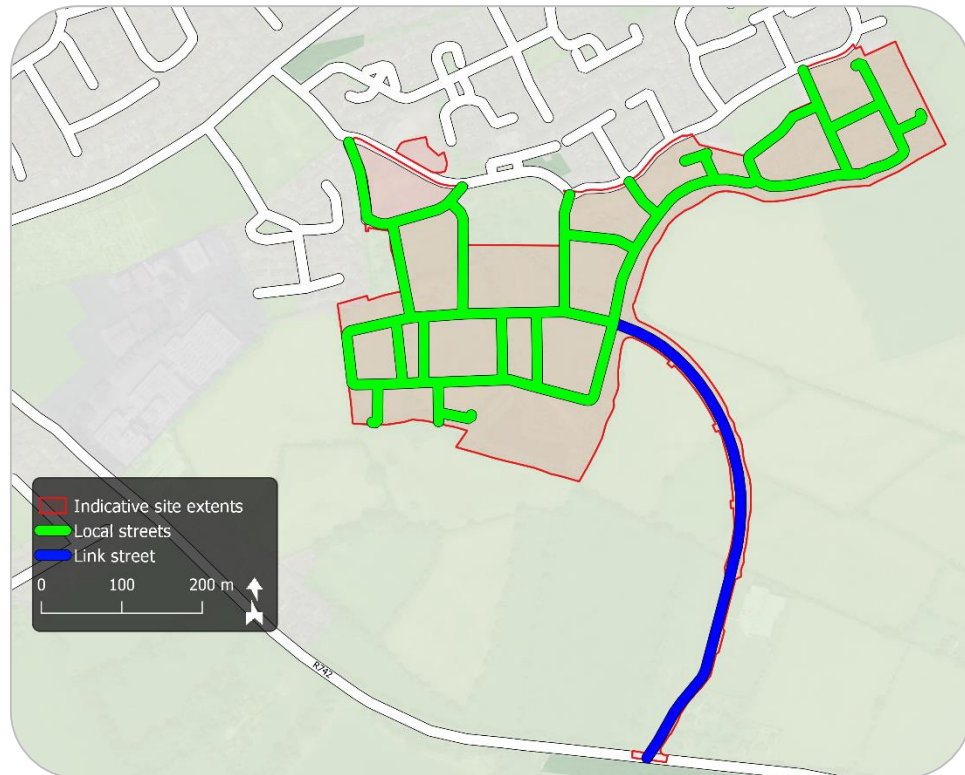 Indicative site extents
Local streets
Link street
0 100 200 m
R742